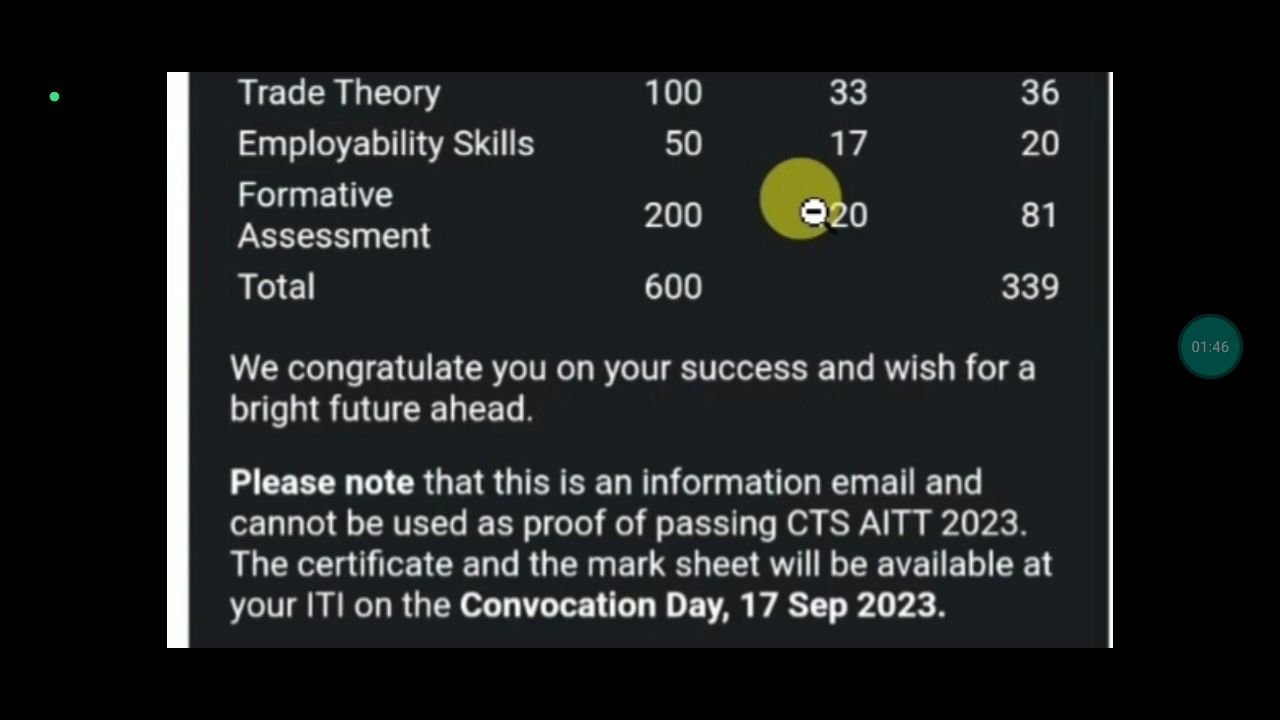 Trade Theory 100 33 36
Employability Skills 50 17 20
Formative
Assessment 200 20 81
Total 600 339
We congratulate you on your success and wish for a
bright future ahead.
Please note that this is an information email and
cannot be used as proof of passing CTS AITT 2023.
The certificate and the mark sheet will be available at
your ITI on the Convocation Day, 17 Sep 2023.
01:46